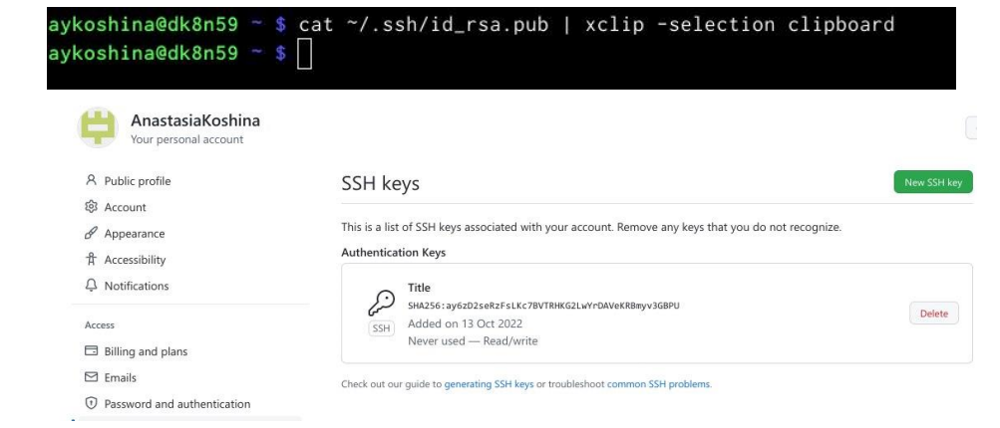 aykoshina@dk8n59 ~ $ cat ~/.ssh/id_rsa.pub | xclip -selection clipboard
aykoshina@dk8n59 ~ $
AnastasiaKoshina
Your personal account
Public profile
Account
Appearance
Accessibility
Notifications
Access
Billing and plans
Emails
Password and authentication
SSH keys
New SSH key
This is a list of SSH keys associated with your account. Remove any keys that you do not recognize.
Authentication Keys
Title
SHA256:ay6zD2seRzFsLKc7BVTRHKG2LwYrDAVeKRBmyv3GBPU
SSH
Added on 13 Oct 2022
Never used — Read/write
Delete
Check out our guide to generating SSH keys or troubleshoot common SSH problems.